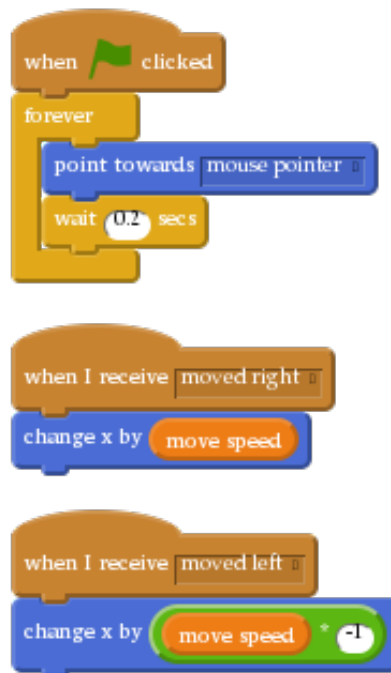 when clicked
forever
point towards mouse pointer
wait 0.2 secs
when I receive moved right
change x by move speed
when I receive moved left
change x by move speed * -1